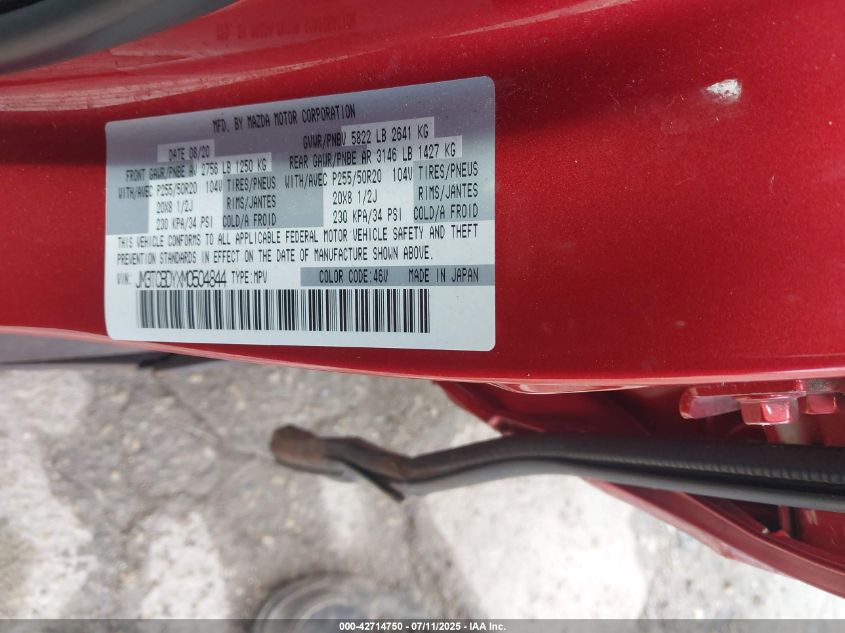 MFD. BY MAZDA MOTOR CORPORATION
DATE 08/20 GVWR/PNBV 5822 LB 2641 KG
FRONT GAWR/PNBE AV 2756 LB 1250 KG REAR GAWR/PNBE AR 3146 LB 1427 KG
WITH/AVEC P255/50R20 104V TIRES/PNEUS WITH/AVEC P255/50R20 104V TIRES/PNEUS
20X8 1/2J RIMS/JANTES 20X8 1/2J RIMS/JANTES
230 KPA/34 PSI COLD/A FROID 230 KPA/34 PSI COLD/A FROID
THIS VEHICLE CONFORMS TO ALL APPLICABLE FEDERAL MOTOR VEHICLE SAFETY AND THEFT
PREVENTION STANDARDS IN EFFECT ON THE DATE OF MANUFACTURE SHOWN ABOVE.
VIN: JM3TCBDYXM0504844 TYPE:MPV COLOR CODE:46V MADE IN JAPAN
000-42714750 - 07/11/2025 - IAA Inc.